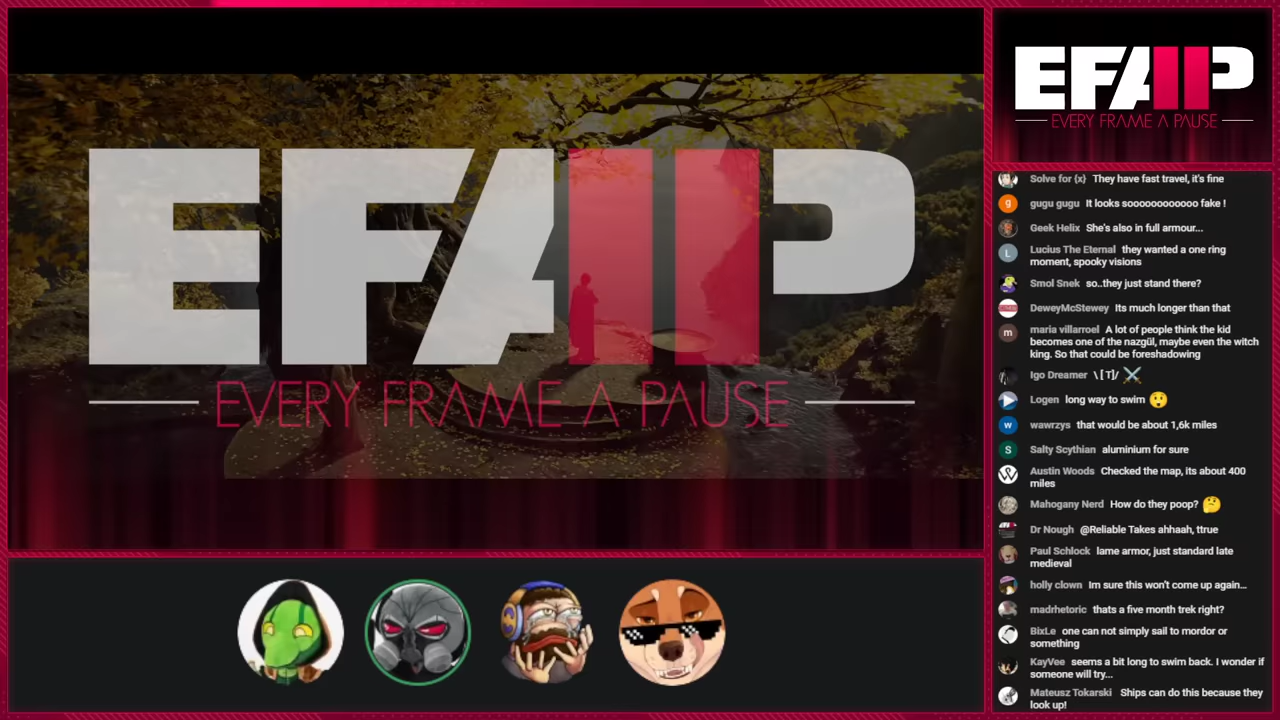 EFAP
EVERY FRAME A PAUSE
EFAP
EVERY FRAME A PAUSE
Solve for {x} They have fast travel, it's fine
g
gugu gugu It looks soooooooooooo fake !
Geek Helix She's also in full armour...
L
Lucius The Eternal they wanted a one ring
moment, spooky visions
Smol Snek so..they just stand there?
DeweyMcStewey Its much longer than that
m
maria villarroel A lot of people think the kid
becomes one of the nazgül, maybe even the witch
king. So that could be foreshadowing
Igo Dreamer \[T]/ ⚔️
Logen long way to swim 😲
w
wawrzys that would be about 1,6k miles
S
Salty Scythian aluminium for sure
Austin Woods Checked the map, its about 400
miles
Mahogany Nerd How do they poop? 🤔
Dr Nough @Reliable Takes ahhaah, ttrue
Paul Schlock lame armor, just standard late
medieval
holly clown Im sure this won't come up again...
madrhetoric thats a five month trek right?
BixLe one can not simply sail to mordor or
something
KayVee seems a bit long to swim back. I wonder if
someone will try...
Mateusz Tokarski Ships can do this because they
look up!